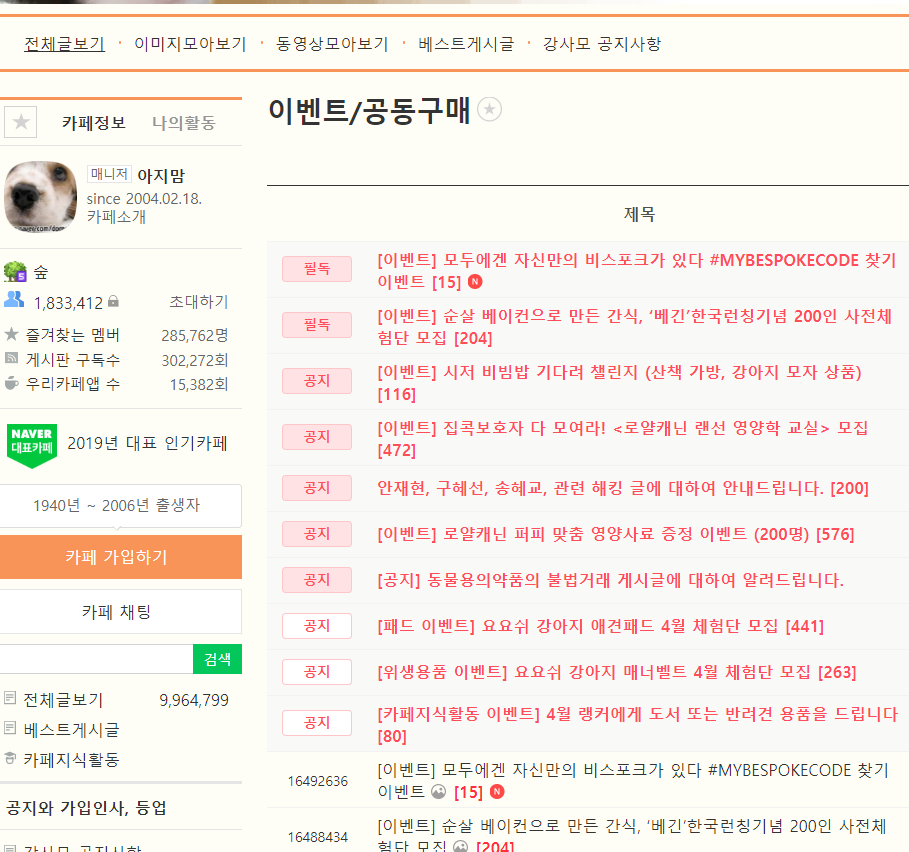 전체글보기 · 이미지모아보기 · 동영상모아보기 · 베스트게시글 · 강사모 공지사항
카페정보 나의활동
매니저 아지맘
since 2004.02.18.
카페소개
숲
1,833,412 초대하기
즐겨찾는 멤버 285,762명
게시판 구독수 302,272회
우리카페앱 수 15,382회
NAVER
대표카페
2019년 대표 인기카페
1940년 ~ 2006년 출생자
카페 가입하기
카페 채팅
검색
전체글보기 9,964,799
베스트게시글
카페지식활동
공지와 가입인사, 등업
강사모 공지사항
이벤트/공동구매
제목
필독 [이벤트] 모두에겐 자신만의 비스포크가 있다 #MYBESPOKECODE 찾기
이벤트 [15] N
필독 [이벤트] 순살 베이컨으로 만든 간식, ‘베긴’한국런칭기념 200인 사전체
험단 모집 [204]
공지 [이벤트] 시저 비빔밥 기다려 챌린지 (산책 가방, 강아지 모자 상품)
[116]
공지 [이벤트] 집콕보호자 다 모여라! <로얄캐닌 랜선 영양학 교실> 모집
[472]
공지 안재현, 구혜선, 송혜교, 관련 해킹 글에 대하여 안내드립니다. [200]
공지 [이벤트] 로얄캐닌 퍼피 맞춤 영양사료 증정 이벤트 (200명) [576]
공지 [공지] 동물용의약품의 불법거래 게시글에 대하여 알려드립니다.
공지 [패드 이벤트] 요요쉬 강아지 애견패드 4월 체험단 모집 [441]
공지 [위생용품 이벤트] 요요쉬 강아지 매너벨트 4월 체험단 모집 [263]
공지 [카페지식활동 이벤트] 4월 랭커에게 도서 또는 반려견 용품을 드립니다
[80]
16492636 [이벤트] 모두에겐 자신만의 비스포크가 있다 #MYBESPOKECODE 찾기
이벤트 [15] N
16488434 [이벤트] 순살 베이컨으로 만든 간식, ‘베긴’한국런칭기념 200인 사전체
험단 모집 [204]